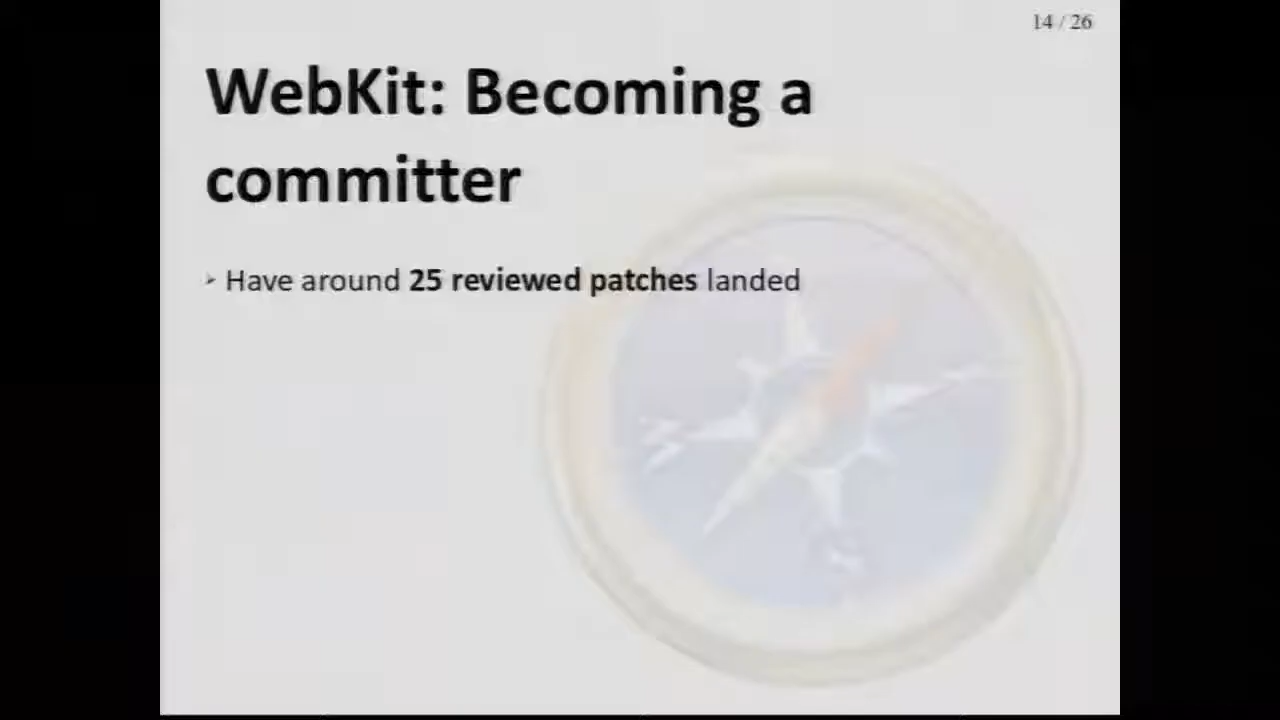 14 / 26
WebKit: Becoming a
committer
Have around 25 reviewed patches landed